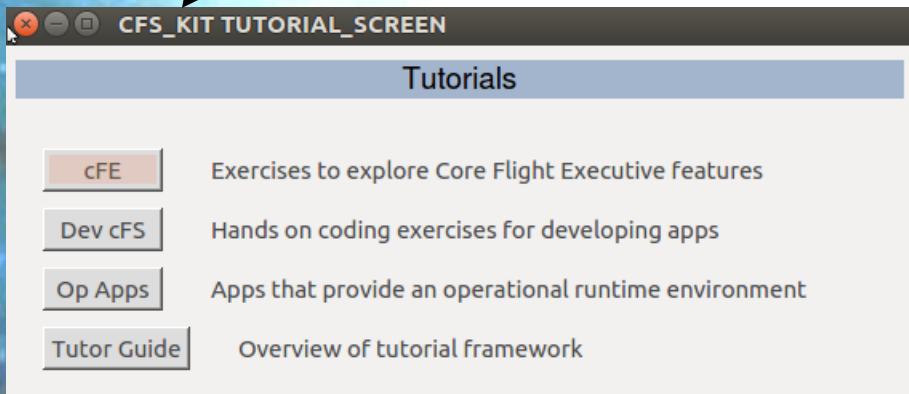 CFS_KIT TUTORIAL_SCREEN
Tutorials
cFE Exercises to explore Core Flight Executive features
Dev cFS Hands on coding exercises for developing apps
Op Apps Apps that provide an operational runtime environment
Tutor Guide Overview of tutorial framework